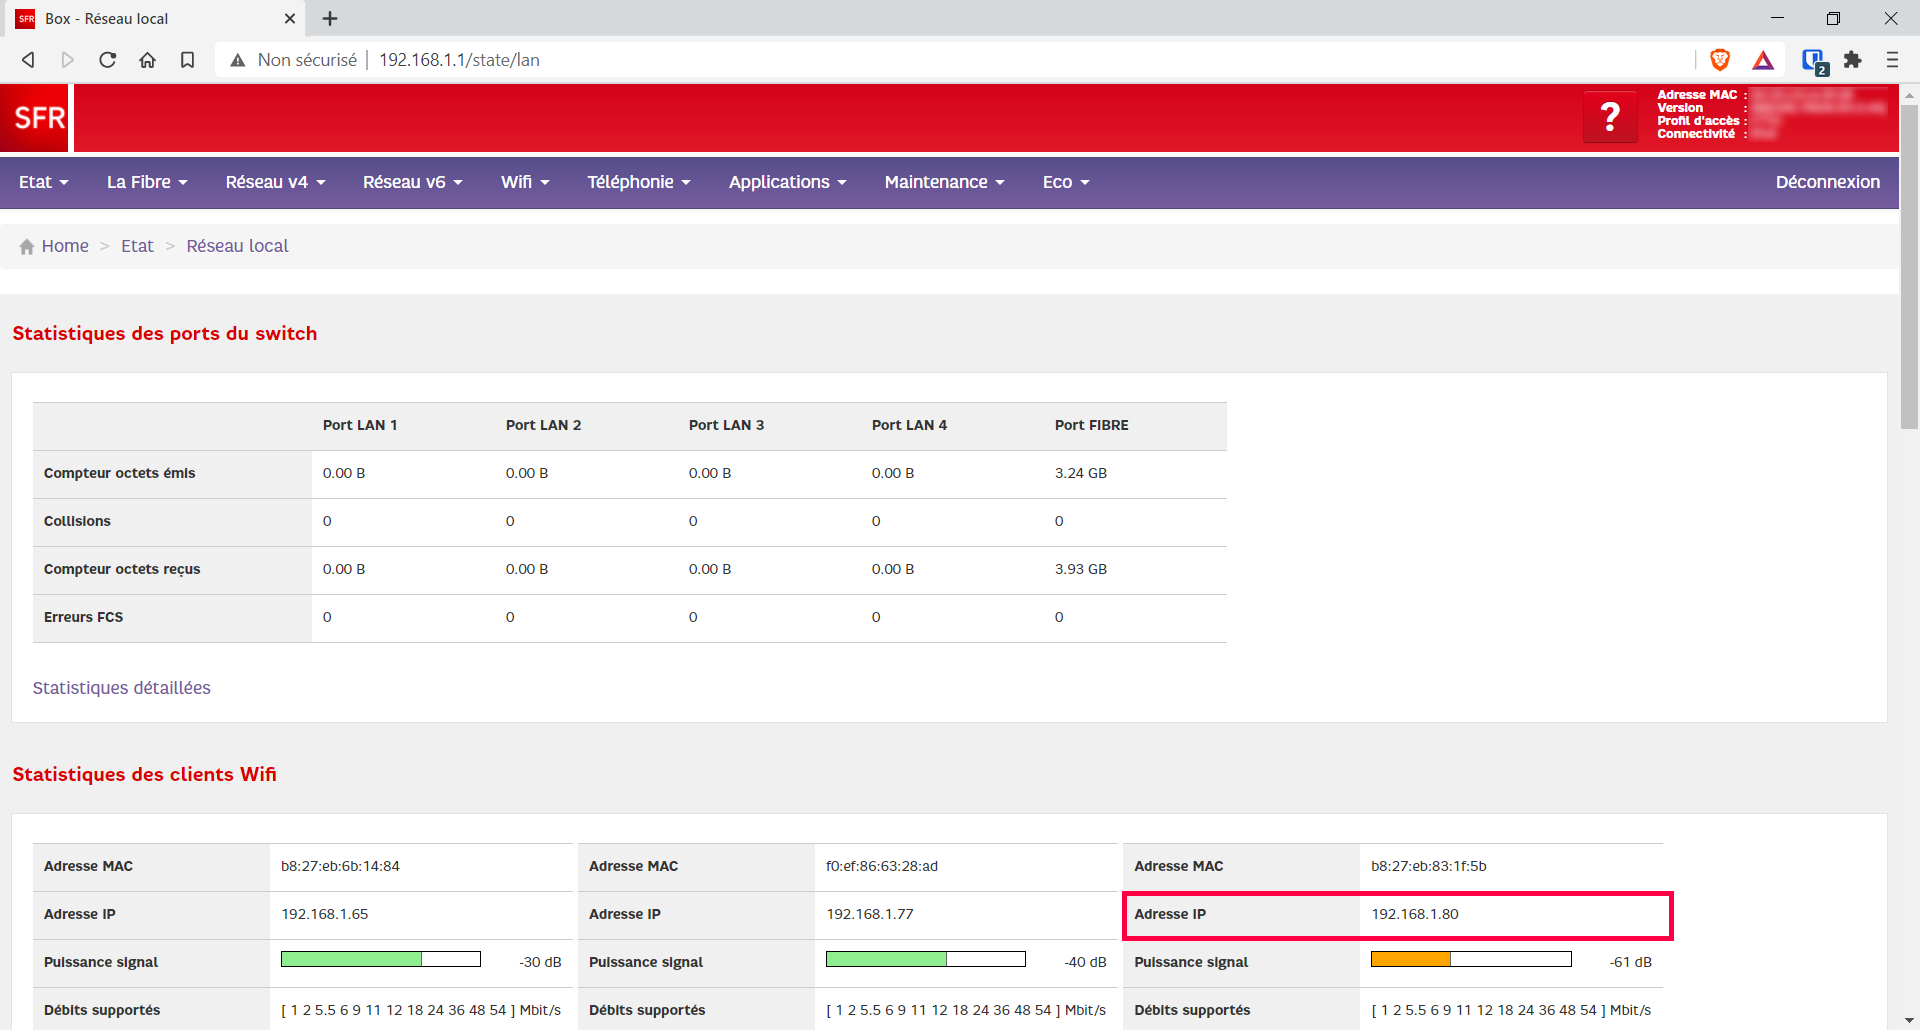 SFR Box - Réseau local
Non sécurisé | 192.168.1.1/state/lan
2
SFR
?
Adresse MAC :
Version :
Profil d'accès :
Connectivité :
Etat La Fibre Réseau v4 Réseau v6 Wifi Téléphonie Applications Maintenance Eco Déconnexion
Home > Etat > Réseau local
Statistiques des ports du switch
Port LAN 1 Port LAN 2 Port LAN 3 Port LAN 4 Port FIBRE
Compteur octets émis 0.00 B 0.00 B 0.00 B 0.00 B 3.24 GB
Collisions 0 0 0 0 0
Compteur octets reçus 0.00 B 0.00 B 0.00 B 0.00 B 3.93 GB
Erreurs FCS 0 0 0 0 0
Statistiques détaillées
Statistiques des clients Wifi
Adresse MAC b8:27:eb:6b:14:84 Adresse MAC f0:ef:86:63:28:ad Adresse MAC b8:27:eb:83:1f:5b
Adresse IP 192.168.1.65 Adresse IP 192.168.1.77 Adresse IP 192.168.1.80
Puissance signal -30 dB Puissance signal -40 dB Puissance signal -61 dB
Débits supportés [ 1 2 5.5 6 9 11 12 18 24 36 48 54 ] Mbit/s Débits supportés [ 1 2 5.5 6 9 11 12 18 24 36 48 54 ] Mbit/s Débits supportés [ 1 2 5.5 6 9 11 12 18 24 36 48 54 ] Mbit/s